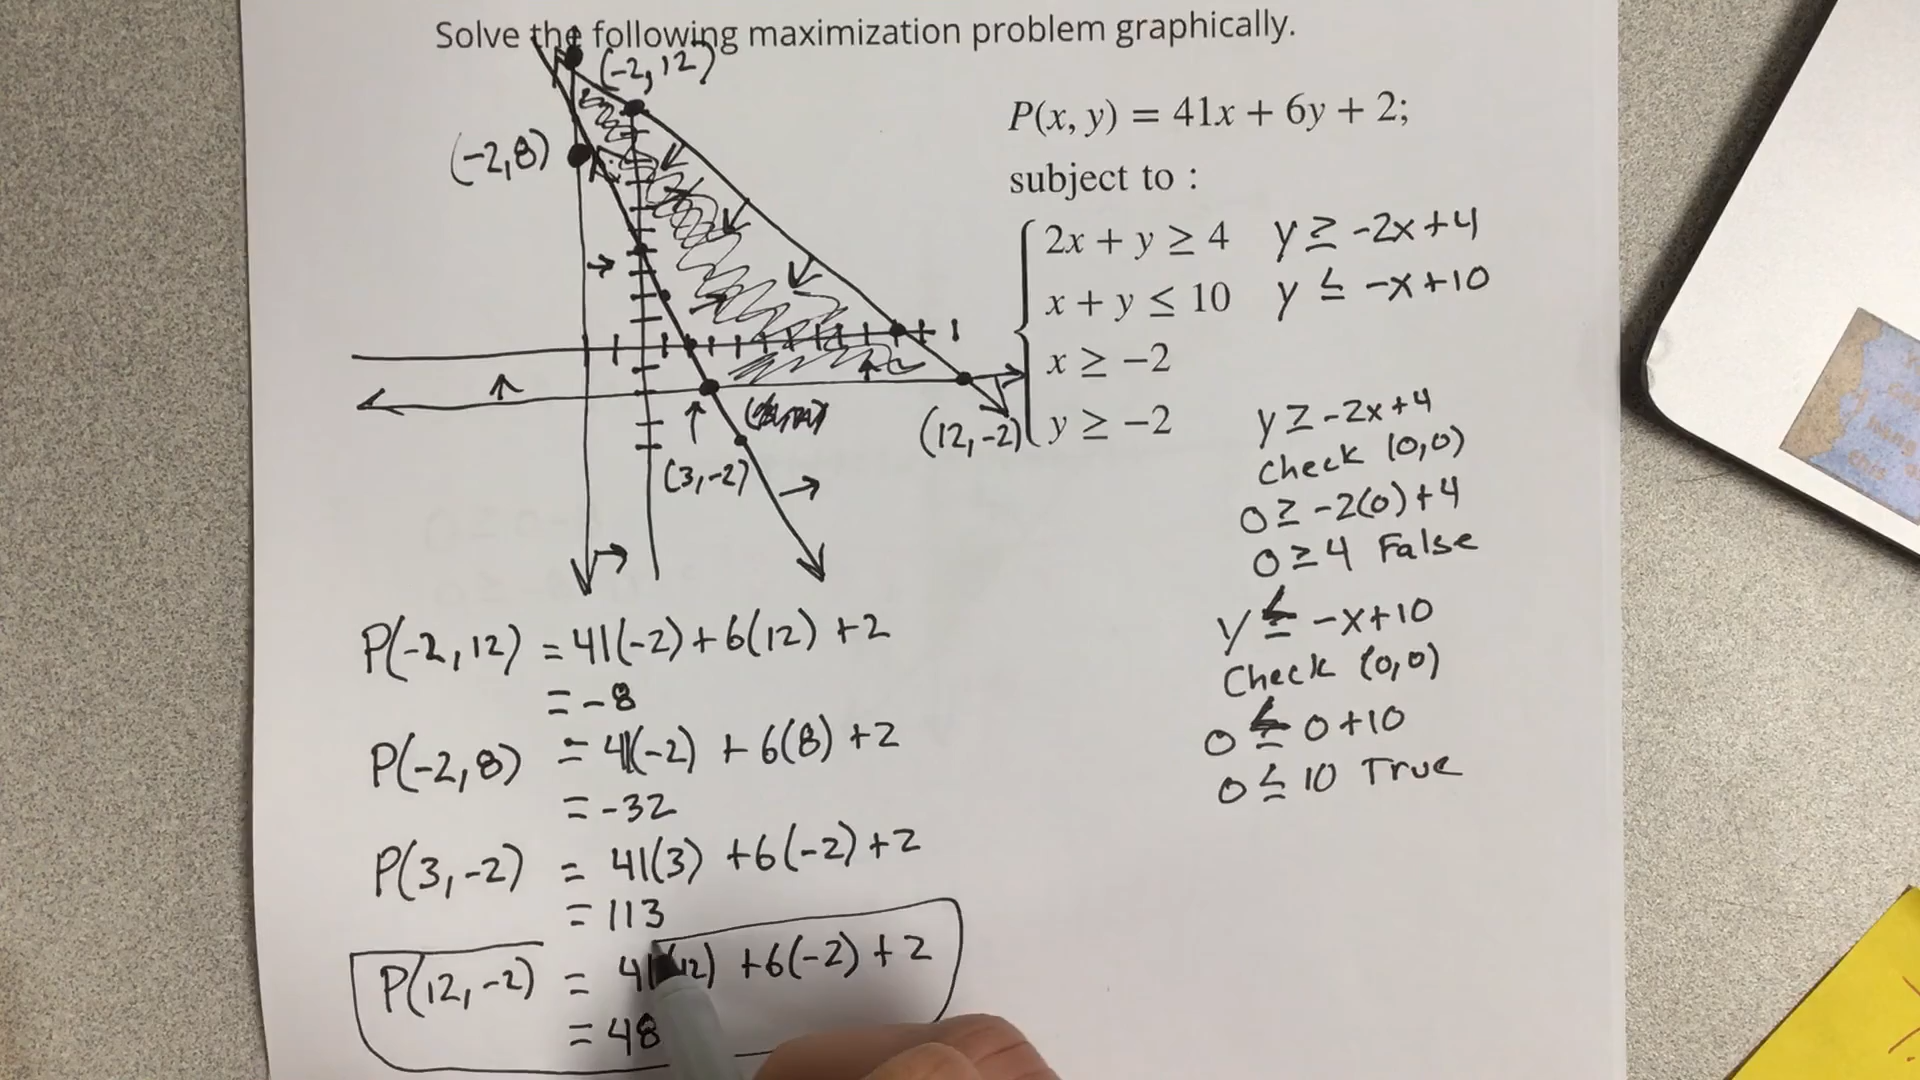 Solve the following maximization problem graphically.
(-2, 12)
(-2,8)
(3,-2)
(12,-2)
P(x, y) = 41x + 6y + 2;
subject to :
2x + y ≥ 4 y ≥ -2x+4
x + y ≤ 10 y ≤ -x+10
x ≥ −2
y ≥ −2
y ≥ -2x+4
Check (0,0)
0 ≥ -2(0)+4
0 ≥ 4 False
y ≤ -x+10
Check (0,0)
0 ≤ 0+10
0 ≤ 10 True
P(-2,12) = 41(-2)+6(12)+2
= -8
P(-2,8) = 41(-2) + 6(8) +2
= -32
P(3,-2) = 41(3) +6(-2)+2
= 113
P(12,-2) = 41(12) +6(-2)+2
= 48